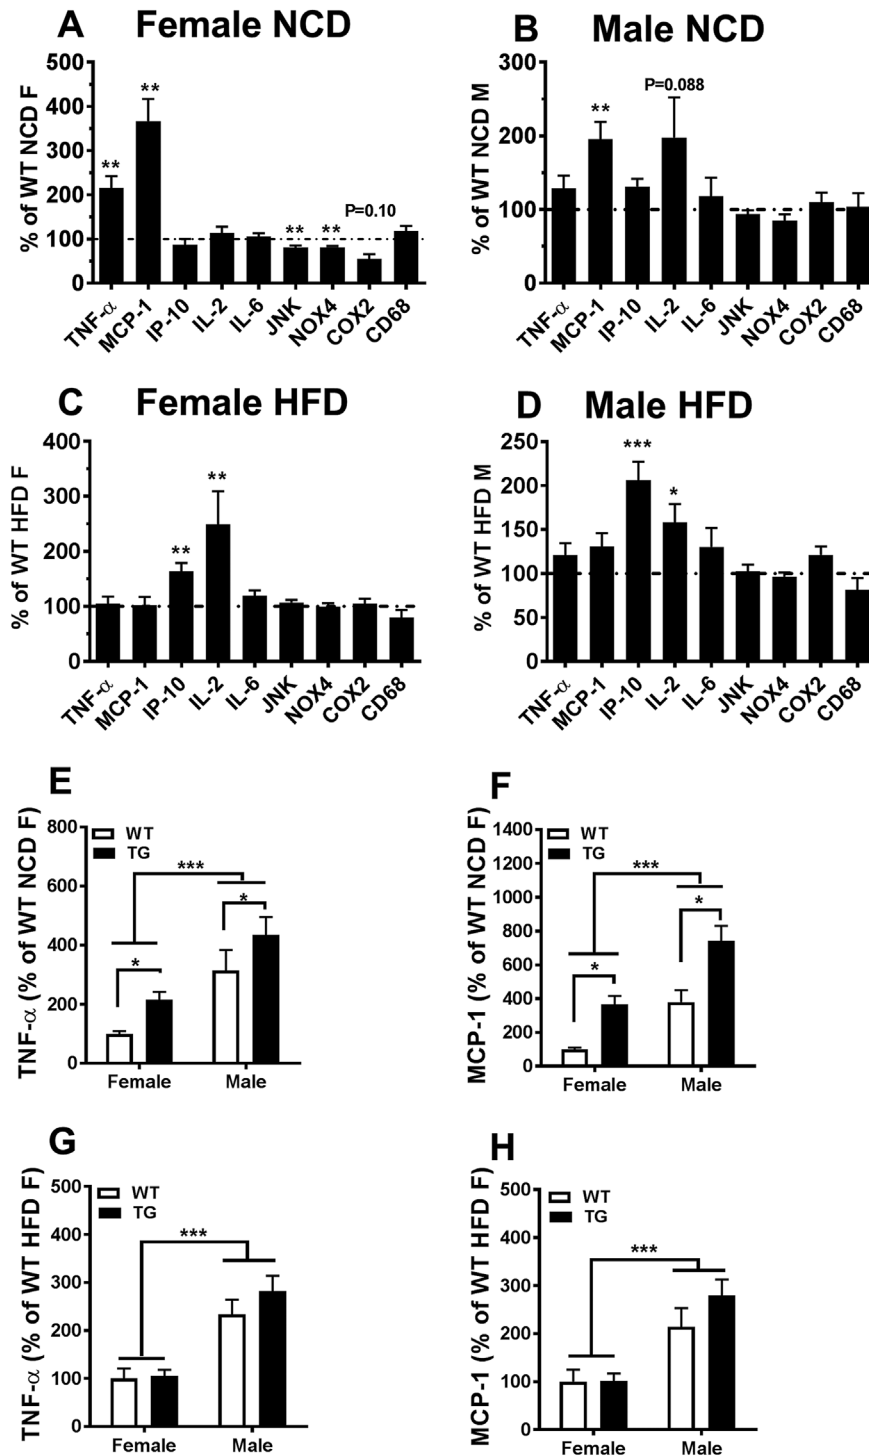 A Female NCD
% of WT NCD F
500
400
300
200
100
0
** ** ** ** P=0.10
TNF-α MCP-1 IP-10 IL-2 IL-6 JNK NOX4 COX2 CD68
B Male NCD
% of WT NCD M
300
200
100
0
** P=0.088
TNF-α MCP-1 IP-10 IL-2 IL-6 JNK NOX4 COX2 CD68
C Female HFD
% of WT HFD F
400
300
200
100
0
** **
TNF-α MCP-1 IP-10 IL-2 IL-6 JNK NOX4 COX2 CD68
D Male HFD
% of WT HFD M
250
200
150
100
50
0
*** *
TNF-α MCP-1 IP-10 IL-2 IL-6 JNK NOX4 COX2 CD68
E
TNF-α (% of WT NCD F)
800
600
400
200
0
WT
TG
***
* *
Female Male
F
MCP-1 (% of WT NCD F)
1400
1200
1000
800
600
400
200
0
WT
TG
***
* *
Female Male
G
TNF-α (% of WT HFD F)
500
400
300
200
100
0
WT
TG
***
Female Male
H
MCP-1 (% of WT HFD F)
500
400
300
200
100
0
WT
TG
***
Female Male